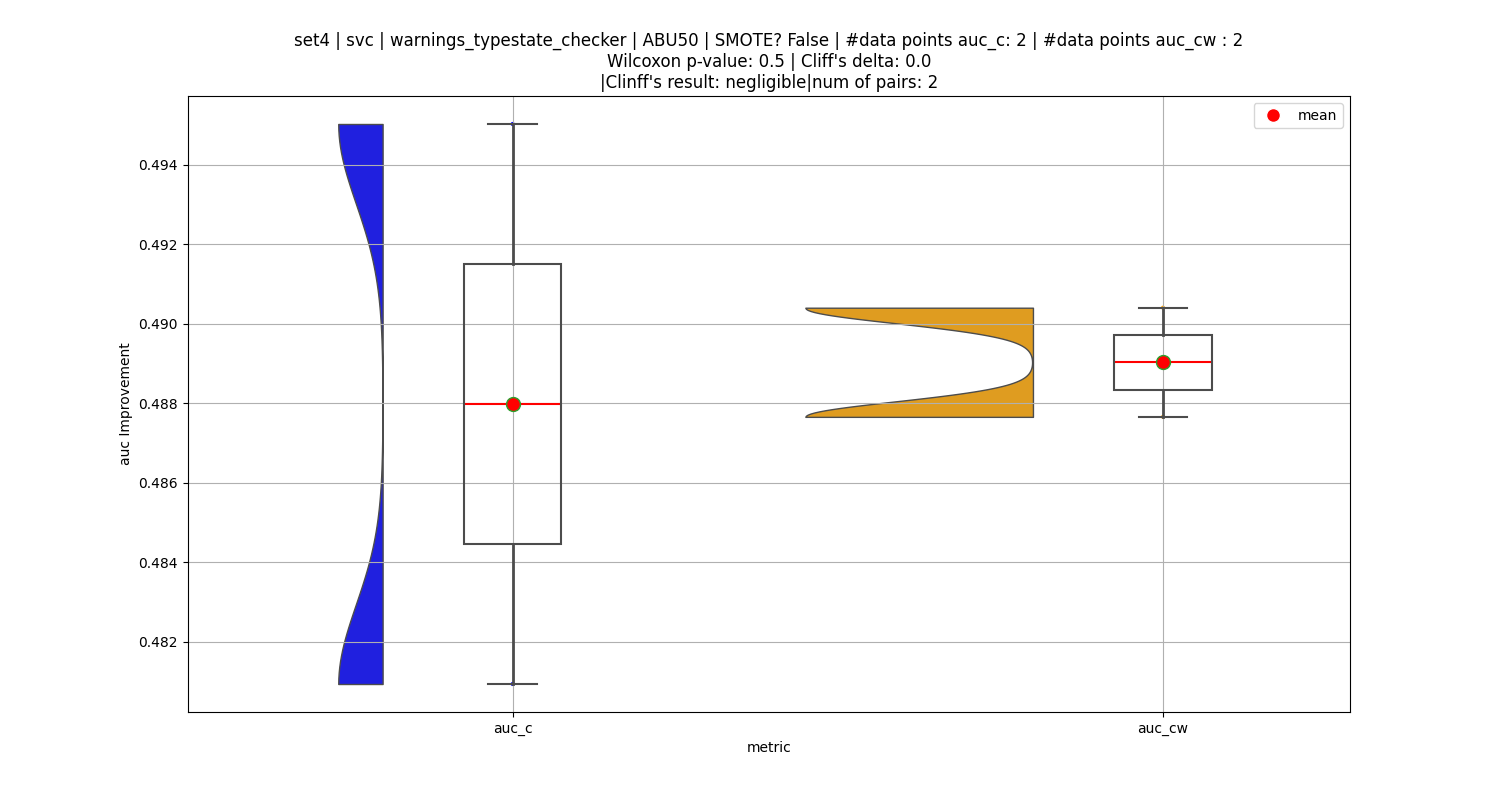 set4 | svc | warnings_typestate_checker | ABU50 | SMOTE? False | #data points auc_c: 2 | #data points auc_cw : 2
Wilcoxon p-value: 0.5 | Cliff's delta: 0.0
|Clinff's result: negligible|num of pairs: 2
mean
0.494
0.492
0.490
0.488
0.486
0.484
0.482
auc Improvement
auc_c
auc_cw
metric